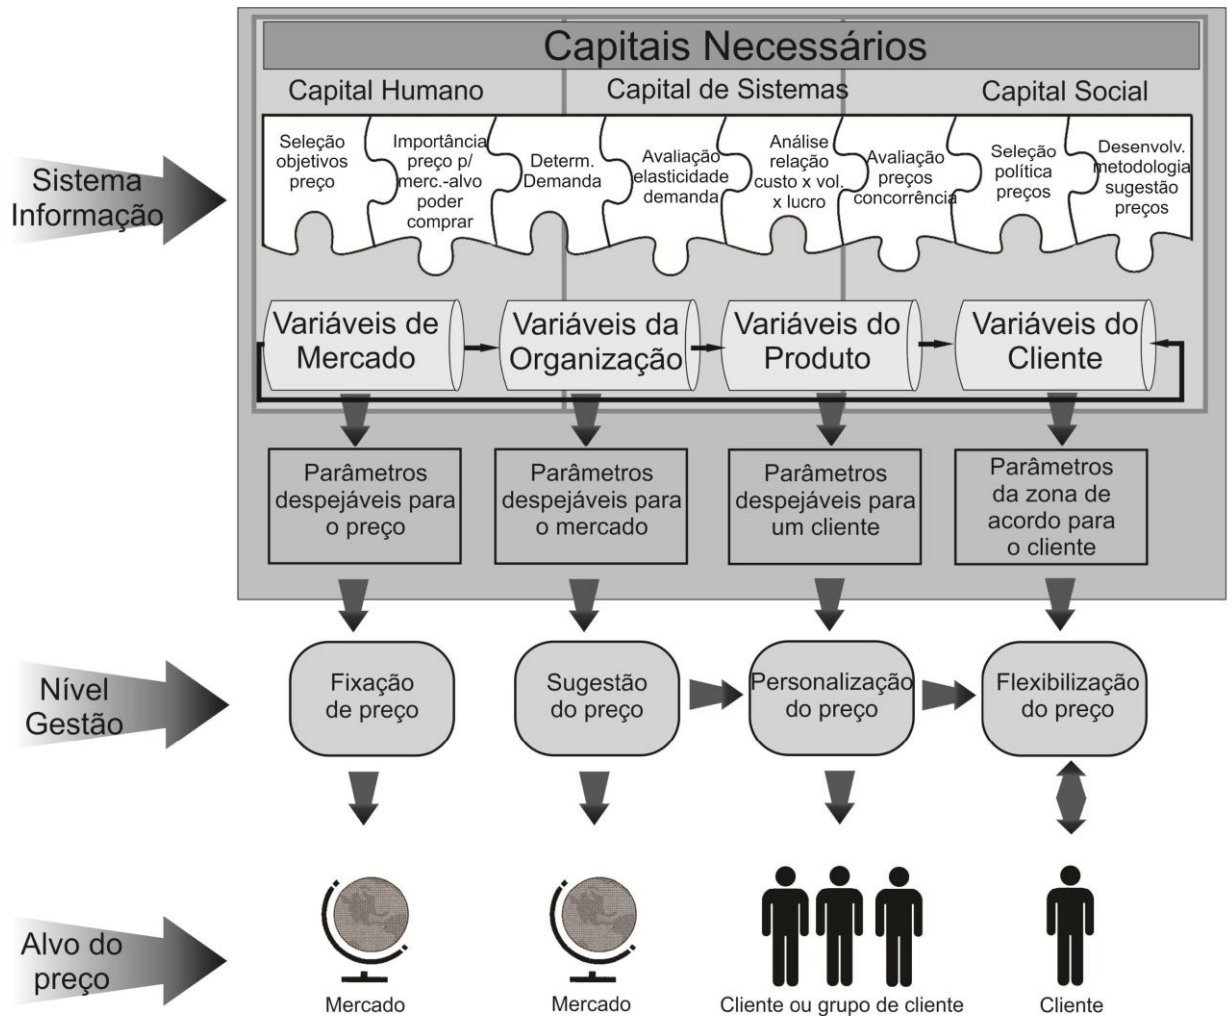 Capitais Necessários
Capital Humano
Capital de Sistemas
Capital Social
Sistema
Informação
Seleção
objetivos
preço
Importância
preço p/
merc.-alvo
poder
comprar
Determ.
Demanda
Avaliação
elasticidade
demanda
Análise
relação
custo x vol.
x lucro
Avaliação
preços
concorrência
Seleção
política
preços
Desenvolv.
metodologia
sugestão
preços
Variáveis de
Mercado
Variáveis da
Organização
Variáveis do
Produto
Variáveis do
Cliente
Parâmetros
despejáveis para
o preço
Parâmetros
despejáveis para
o mercado
Parâmetros
despejáveis para
um cliente
Parâmetros
da zona de
acordo para
o cliente
Nível
Gestão
Fixação
de preço
Sugestão
do preço
Personalização
do preço
Flexibilização
do preço
Alvo do
preço
Mercado
Mercado
Cliente ou grupo de cliente
Cliente